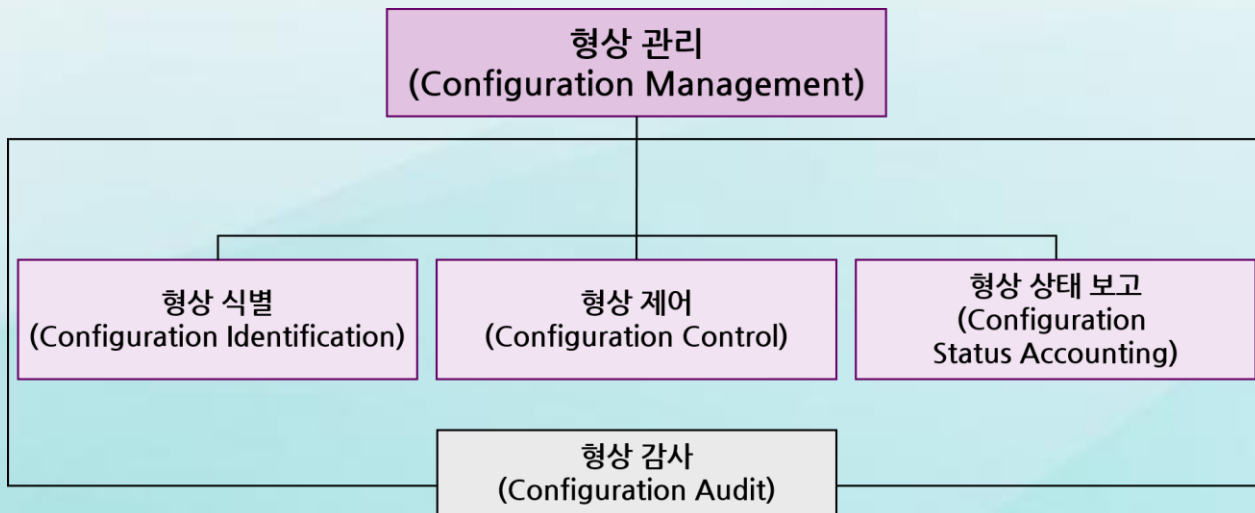 형상 관리
(Configuration Management)
형상 식별
(Configuration Identification)
형상 제어
(Configuration Control)
형상 상태 보고
(Configuration
Status Accounting)
형상 감사
(Configuration Audit)